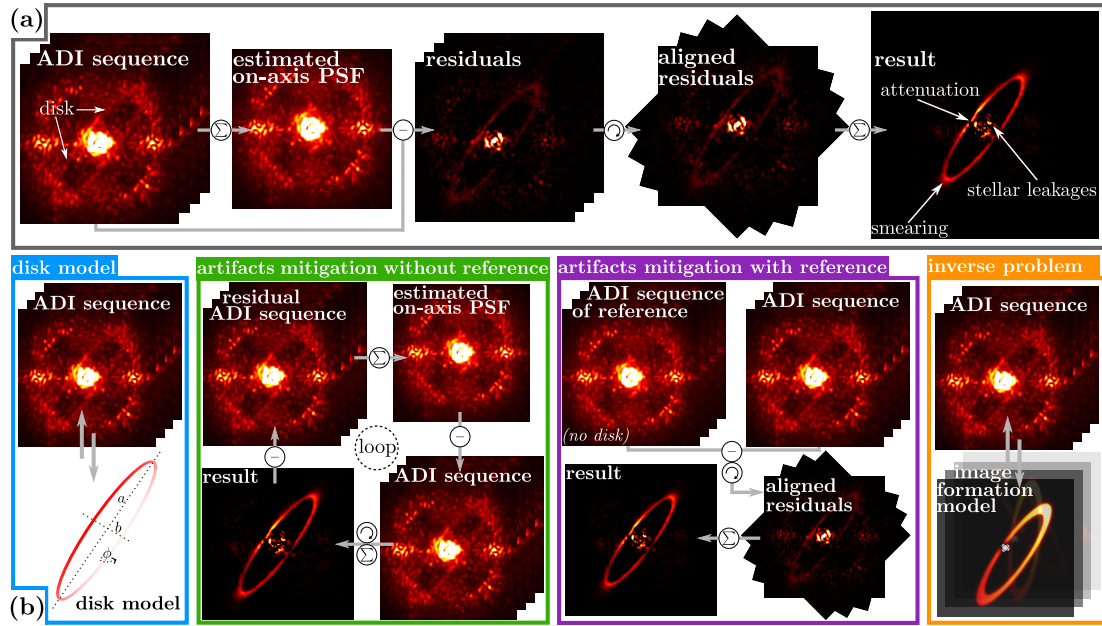 (a)
ADI sequence
disk
Σ
estimated
on-axis PSF
−
residuals
aligned
residuals
Σ
result
attenuation
stellar leakages
smearing
disk model
ADI sequence
a
b
ϕ
disk model
(b)
artifacts mitigation without reference
residual
ADI sequence
Σ
estimated
on-axis PSF
−
loop
−
result
Σ
ADI sequence
artifacts mitigation with reference
ADI sequence
of reference
(no disk)
ADI sequence
−
result
Σ
aligned
residuals
inverse problem
ADI sequence
image
formation
model